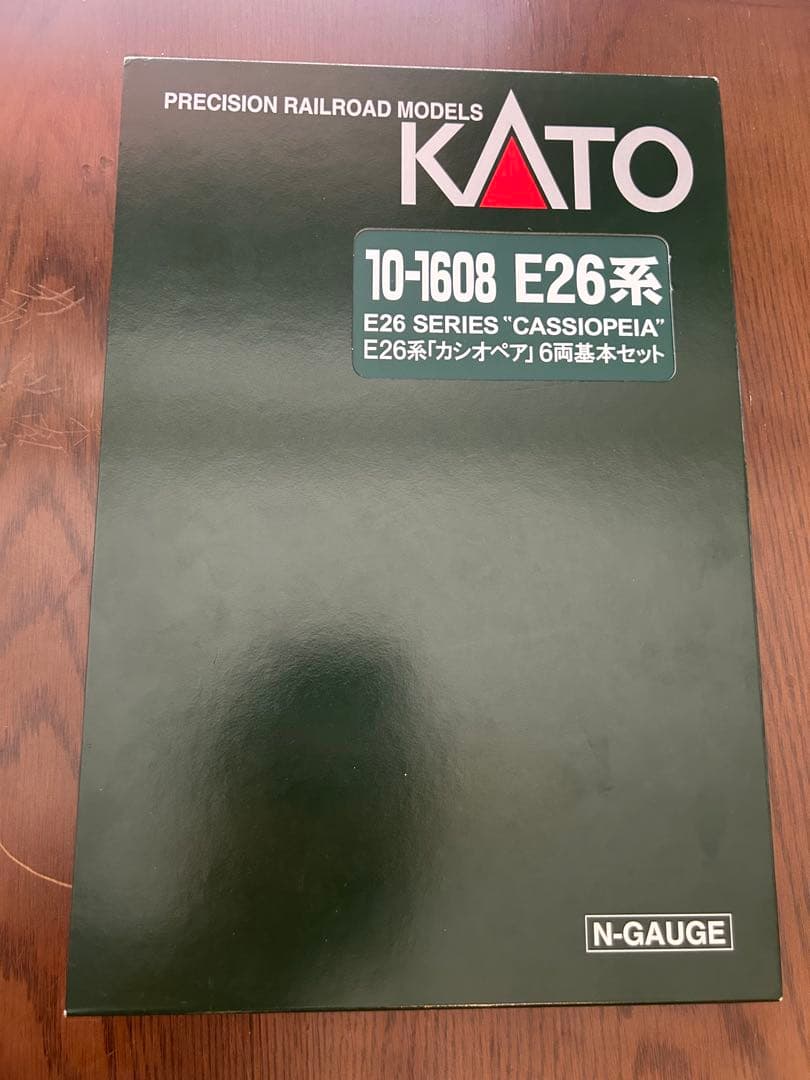 PRECISION RAILROAD MODELS
KATO
10-1608 E26系
E26 SERIES "CASSIOPEIA"
E26系「カシオペア」6両基本セット
N-GAUGE